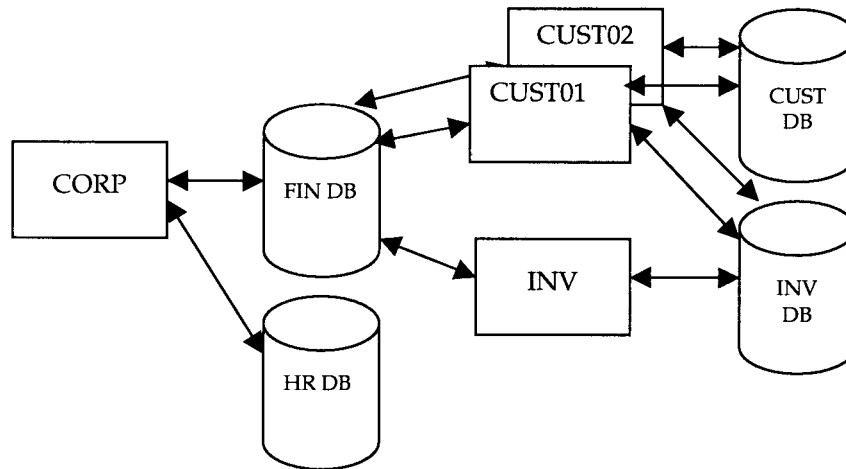 CUST02
CUST01
CUST
DB
CORP
FIN DB
INV
INV
DB
HR DB